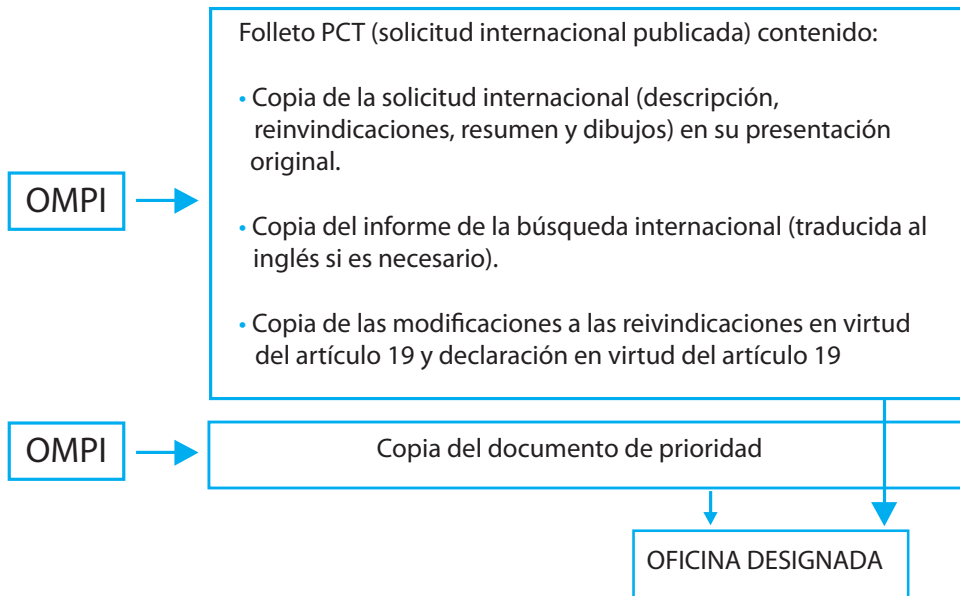 Folleto PCT (solicitud internacional publicada) contenido:
• Copia de la solicitud internacional (descripción,
reinvindicaciones, resumen y dibujos) en su presentación
original.
OMPI
• Copia del informe de la búsqueda internacional (traducida al
inglés si es necesario).
• Copia de las modificaciones a las reivindicaciones en virtud
del artículo 19 y declaración en virtud del artículo 19
OMPI
Copia del documento de prioridad
OFICINA DESIGNADA